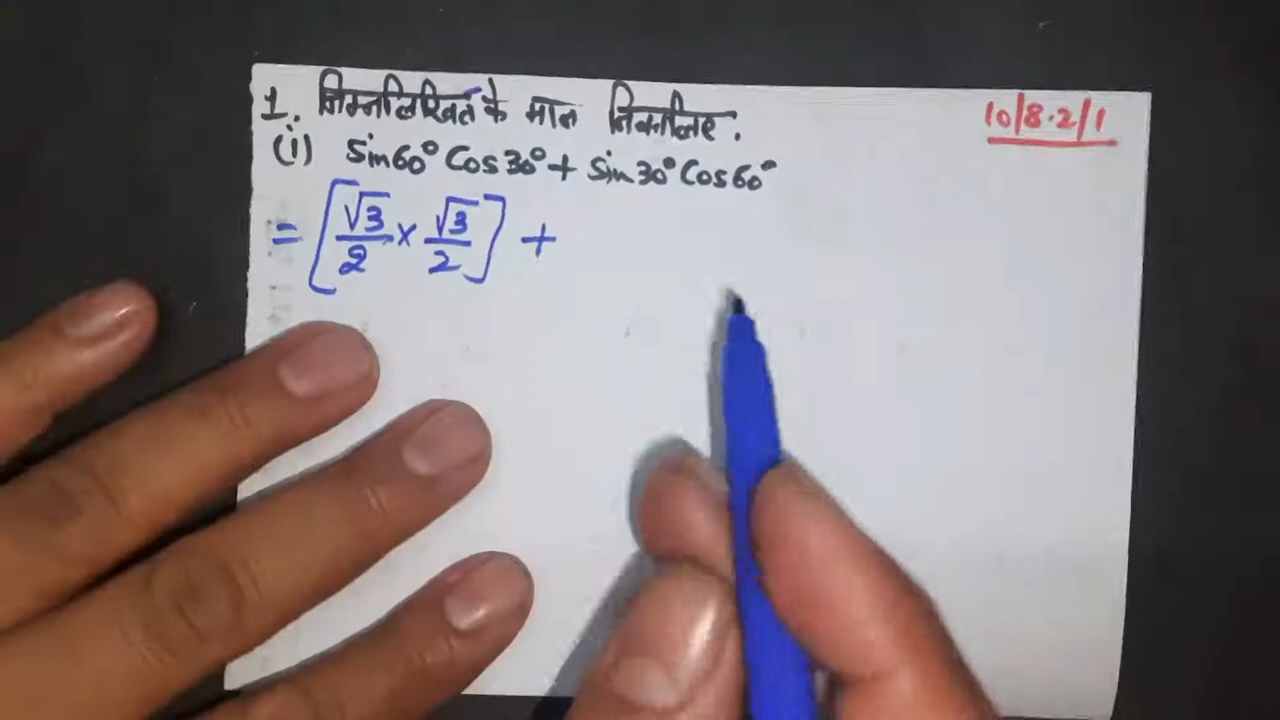 1. निम्नलिखित के मान निकालिए.
10/8.2/1
(i) Sin60° Cos30° + Sin30° Cos60°
= [√3/2 × √3/2] +